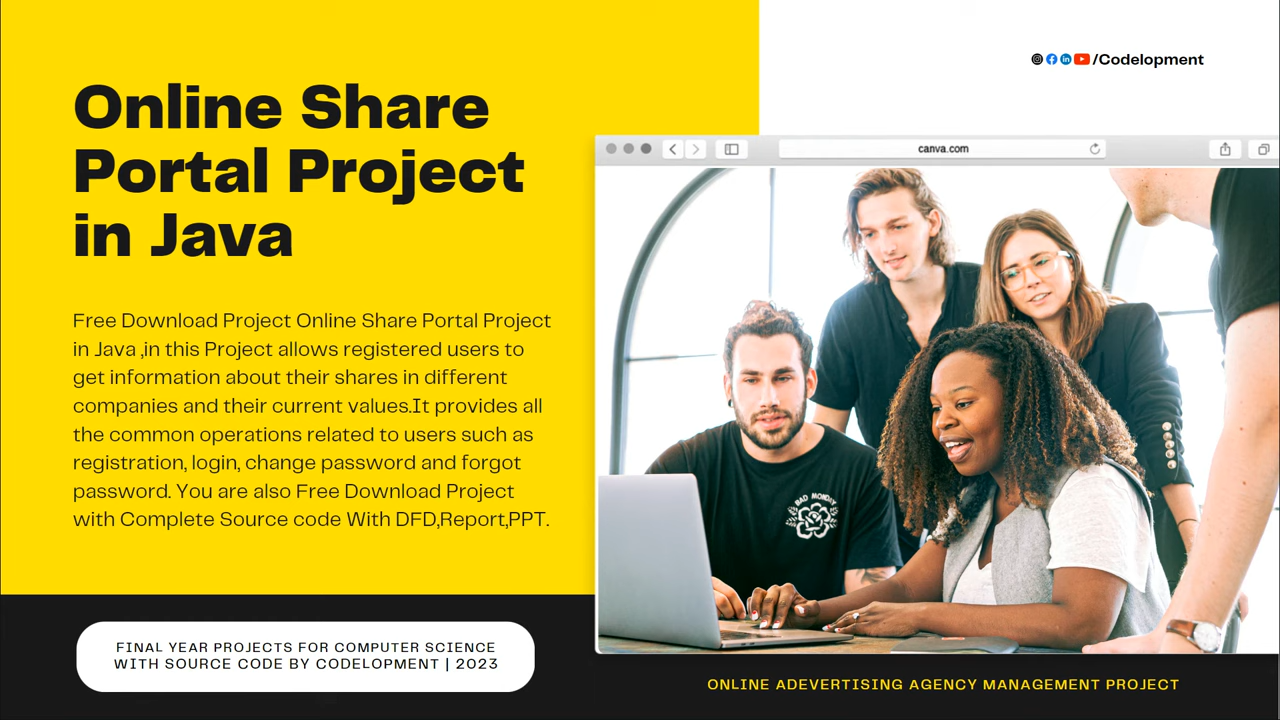 /Codelopment
Online Share
Portal Project
in Java
canva.com
Free Download Project Online Share Portal Project
in Java ,in this Project allows registered users to
get information about their shares in different
companies and their current values.It provides all
the common operations related to users such as
registration, login, change password and forgot
password. You are also Free Download Project
with Complete Source code With DFD,Report,PPT.
BAD MONDAY
FINAL YEAR PROJECTS FOR COMPUTER SCIENCE
WITH SOURCE CODE BY CODELOPMENT | 2023
ONLINE ADEVERTISING AGENCY MANAGEMENT PROJECT